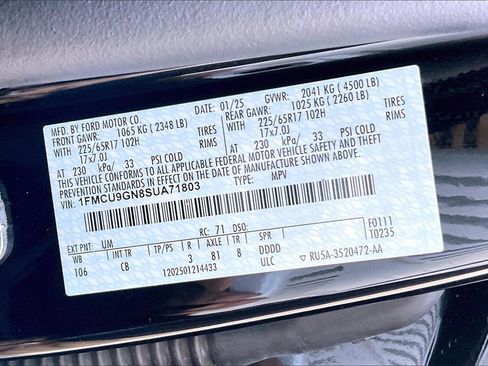 MFD. BY FORD MOTOR CO. DATE: 01/25 GVWR: 2041 KG ( 4500 LB)
FRONT GAWR: 1065 KG ( 2348 LB) REAR GAWR: 1025 KG ( 2260 LB)
WITH 225/65R17 102H TIRES WITH 225/65R17 102H TIRES
17x7.0J RIMS 17x7.0J RIMS
AT 230 kPa/ 33 PSI COLD AT 230 kPa/ 33 PSI COLD
THIS VEHICLE CONFORMS TO ALL APPLICABLE FEDERAL MOTOR VEHICLE SAFETY AND THEFT
PREVENTION STANDARDS IN EFFECT ON THE DATE OF MANUFACTURE SHOWN ABOVE.
VIN: 1FMCU9GN8SUA71803 TYPE: MPV
F0111
T0235
EXT PNT: UM RC: 71 DSO:
WB INT TR TP/PS R AXLE TR SPR
106 CB 3 81 8 DDDD
1202501214433 ULC ▽ RU5A-3520472-AA